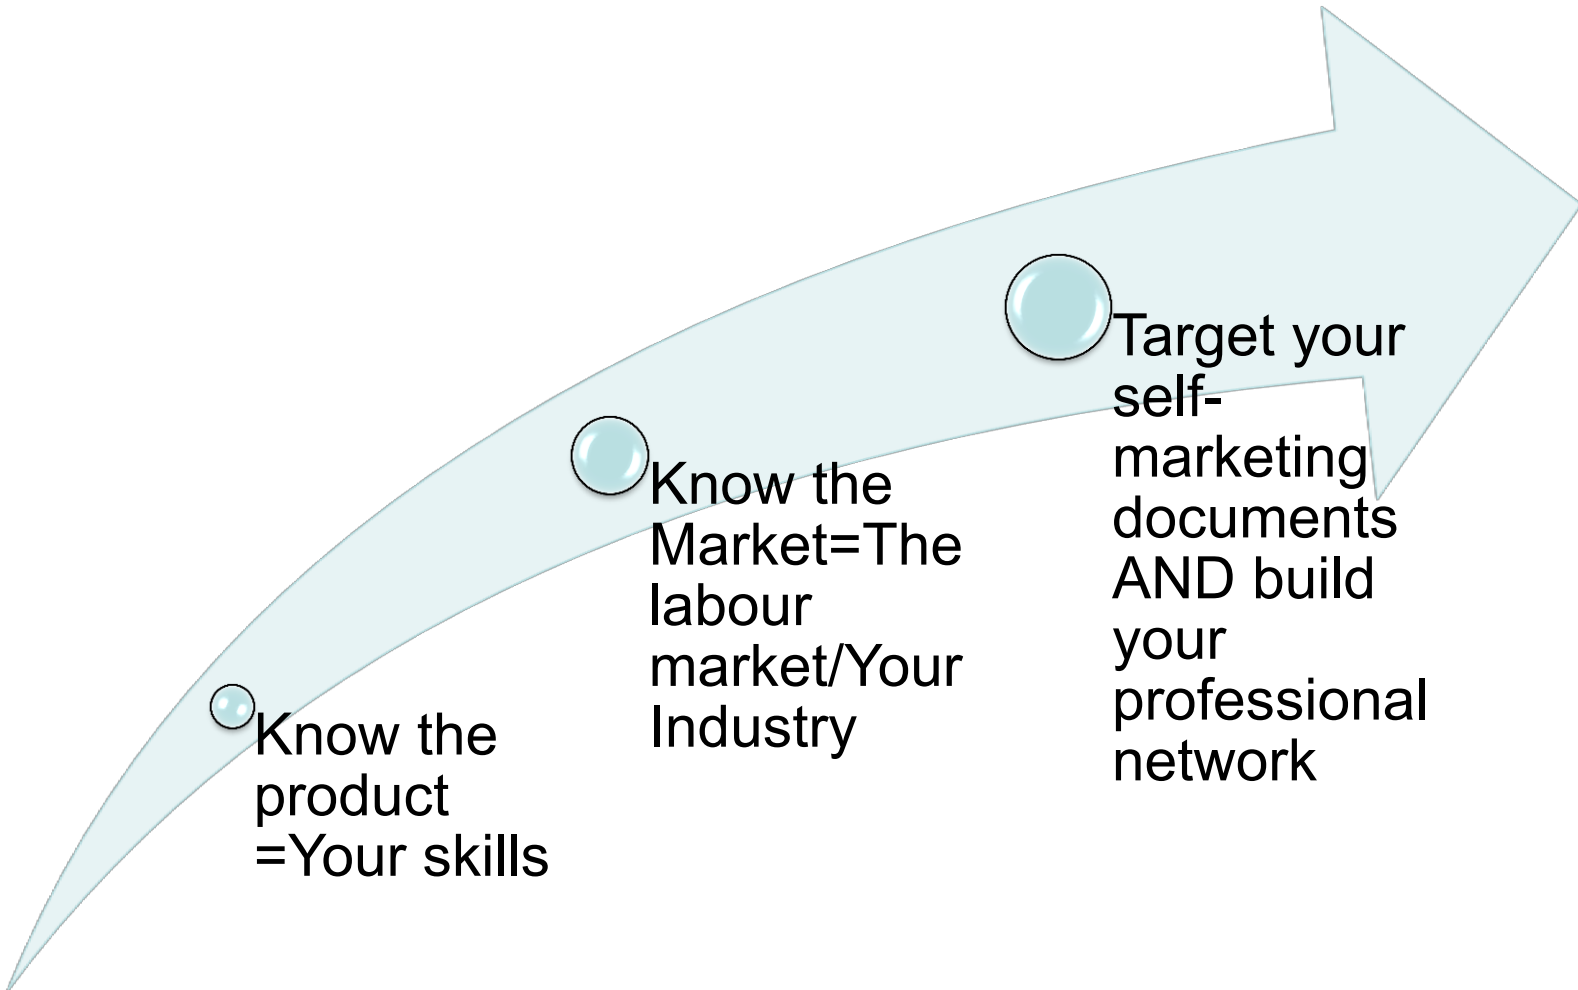 Know the
product
=Your skills
Know the
Market=The
labour
market/Your
Industry
Target your
self-
marketing
documents
AND build
your
professional
network